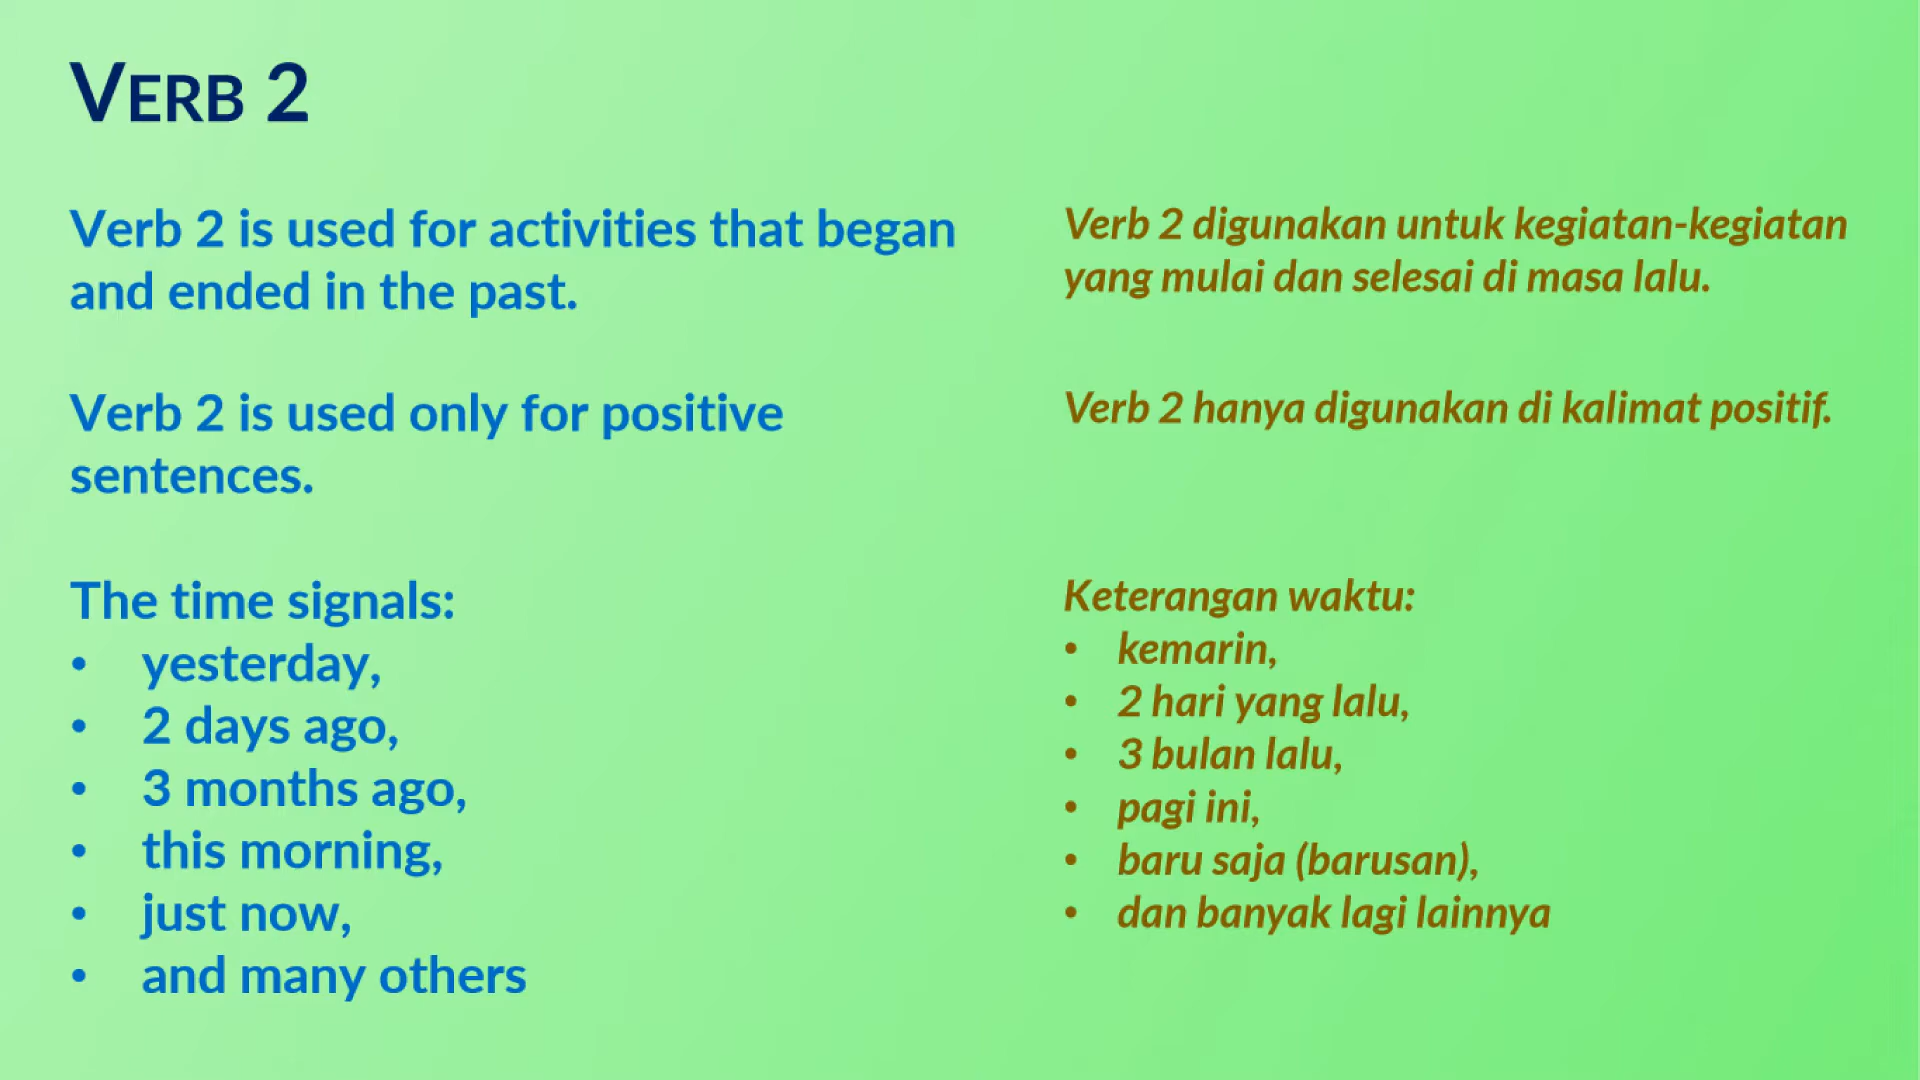 VERB 2
Verb 2 is used for activities that began
and ended in the past.
Verb 2 is used only for positive
sentences.
The time signals:
• yesterday,
• 2 days ago,
• 3 months ago,
• this morning,
• just now,
• and many others
Verb 2 digunakan untuk kegiatan-kegiatan
yang mulai dan selesai di masa lalu.
Verb 2 hanya digunakan di kalimat positif.
Keterangan waktu:
• kemarin,
• 2 hari yang lalu,
• 3 bulan lalu,
• pagi ini,
• baru saja (barusan),
• dan banyak lagi lainnya